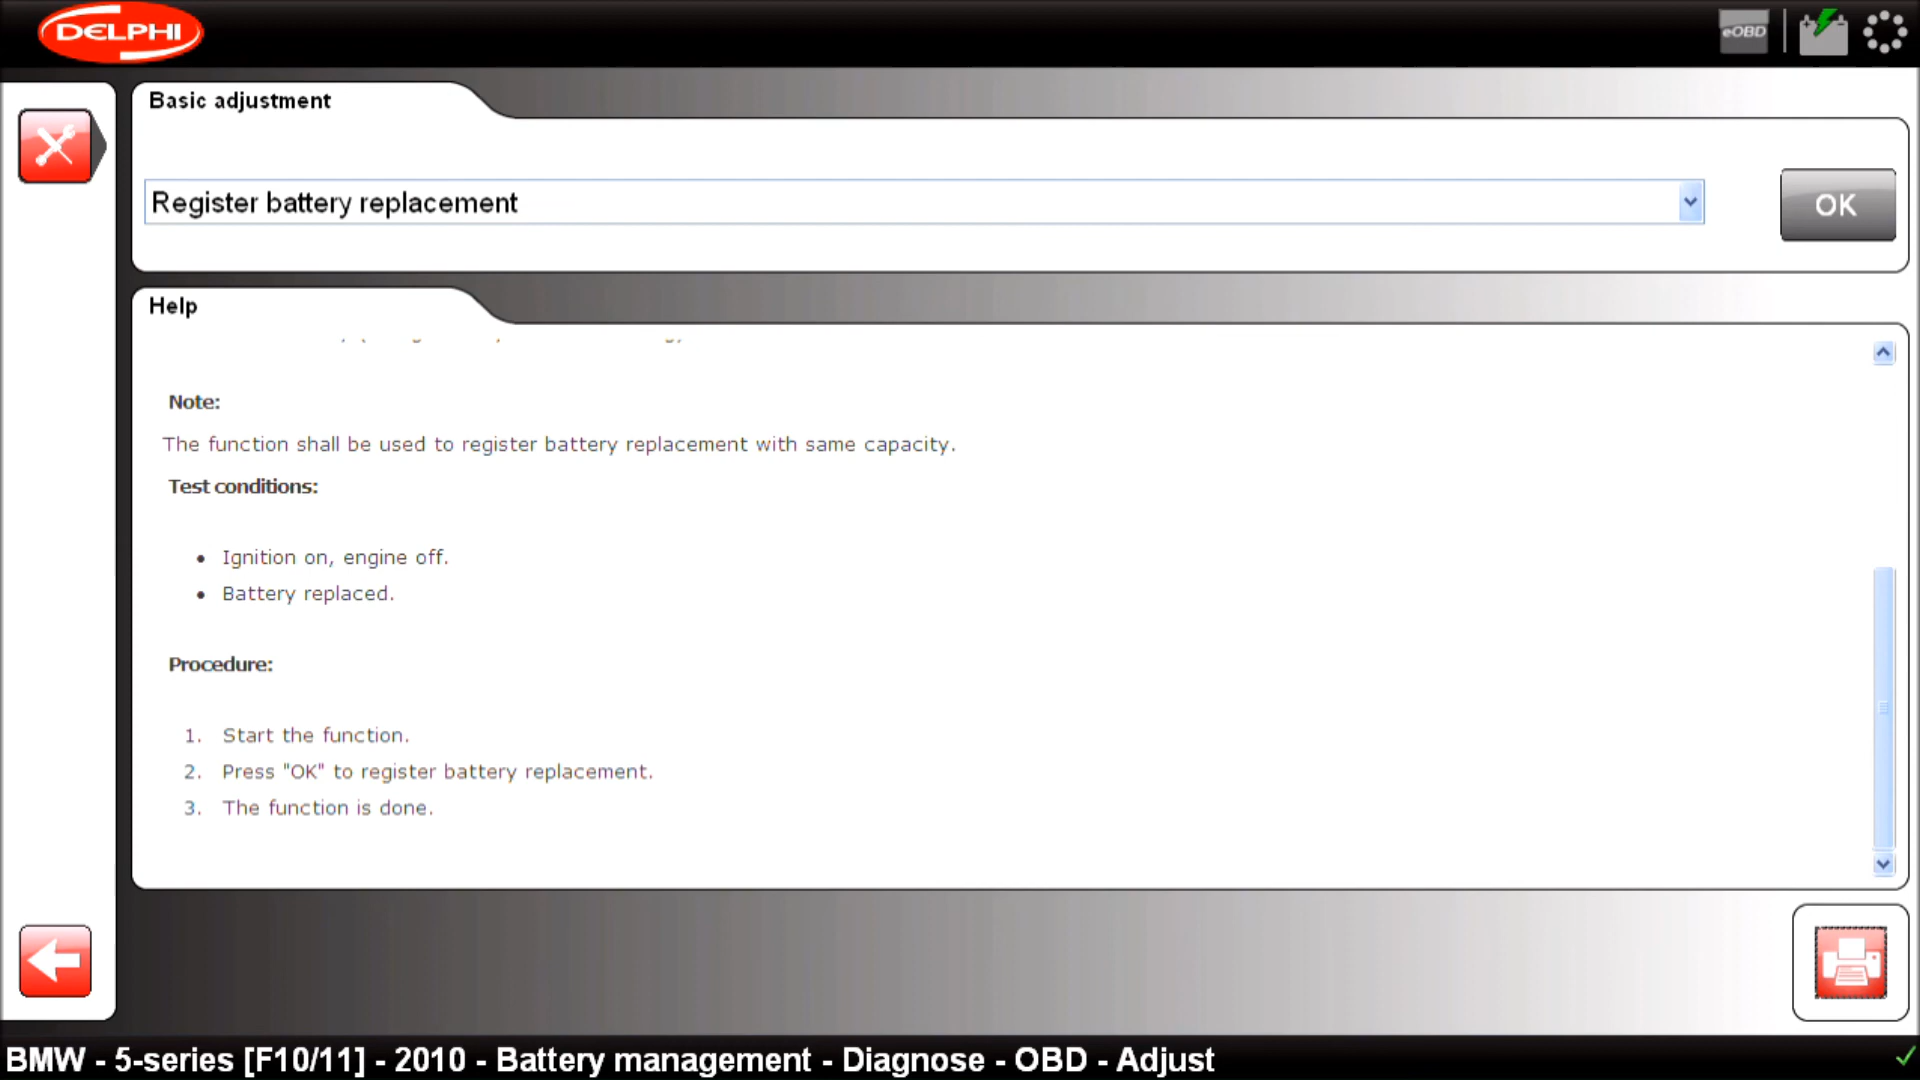 DELPHI
eOBD
Basic adjustment
Register battery replacement
OK
Help
Note:
The function shall be used to register battery replacement with same capacity.
Test conditions:
• Ignition on, engine off.
• Battery replaced.
Procedure:
1. Start the function.
2. Press "OK" to register battery replacement.
3. The function is done.
BMW - 5-series [F10/11] - 2010 - Battery management - Diagnose - OBD - Adjust